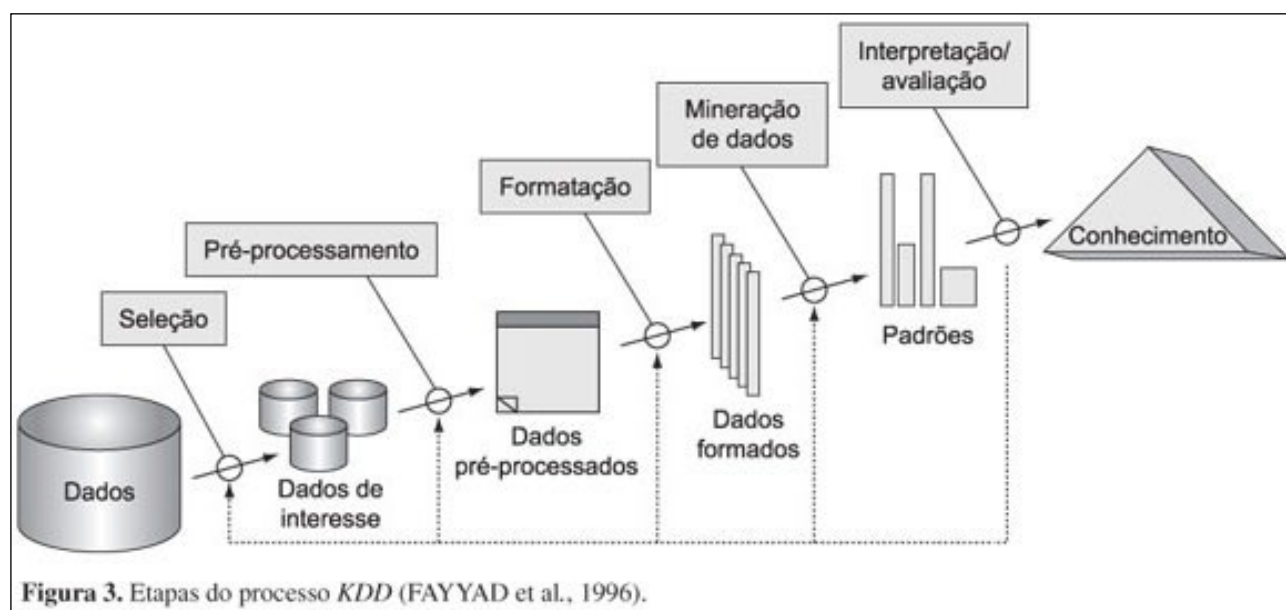 Interpretação/
avaliação
Mineração
de dados
Formatação
Pré-processamento
Seleção
Dados
Dados de
interesse
Dados
pré-processados
Dados
formados
Padrões
Conhecimento
Figura 3. Etapas do processo KDD (FAYYAD et al., 1996).